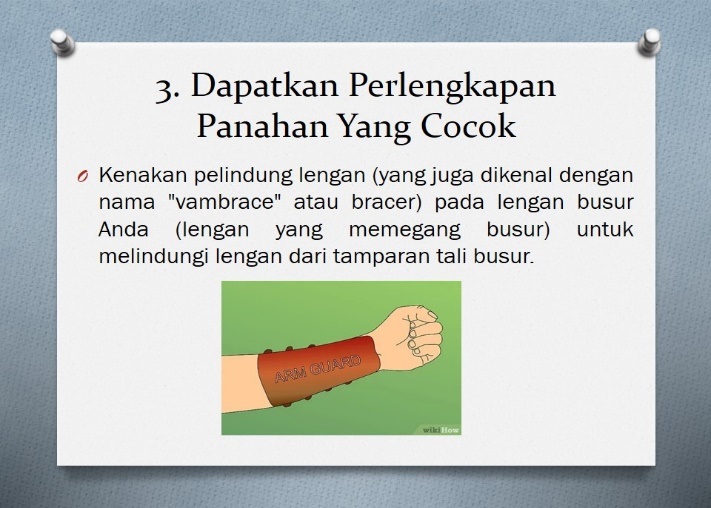 3. Dapatkan Perlengkapan
Panahan Yang Cocok
Kenakan pelindung lengan (yang juga dikenal dengan
nama "vambrace" atau bracer) pada lengan busur
Anda (lengan yang memegang busur) untuk
melindungi lengan dari tamparan tali busur.
ARM GUARD
wikiHow